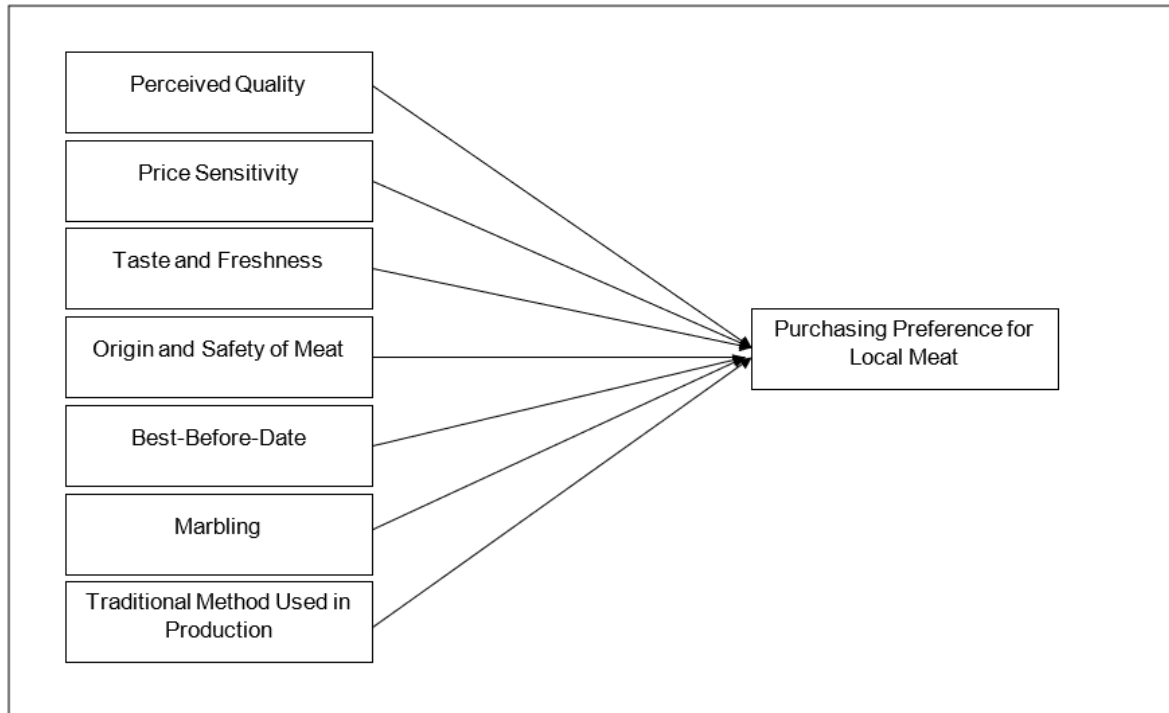 Perceived Quality
Price Sensitivity
Taste and Freshness
Origin and Safety of Meat
Best-Before-Date
Marbling
Traditional Method Used in
Production
Purchasing Preference for
Local Meat